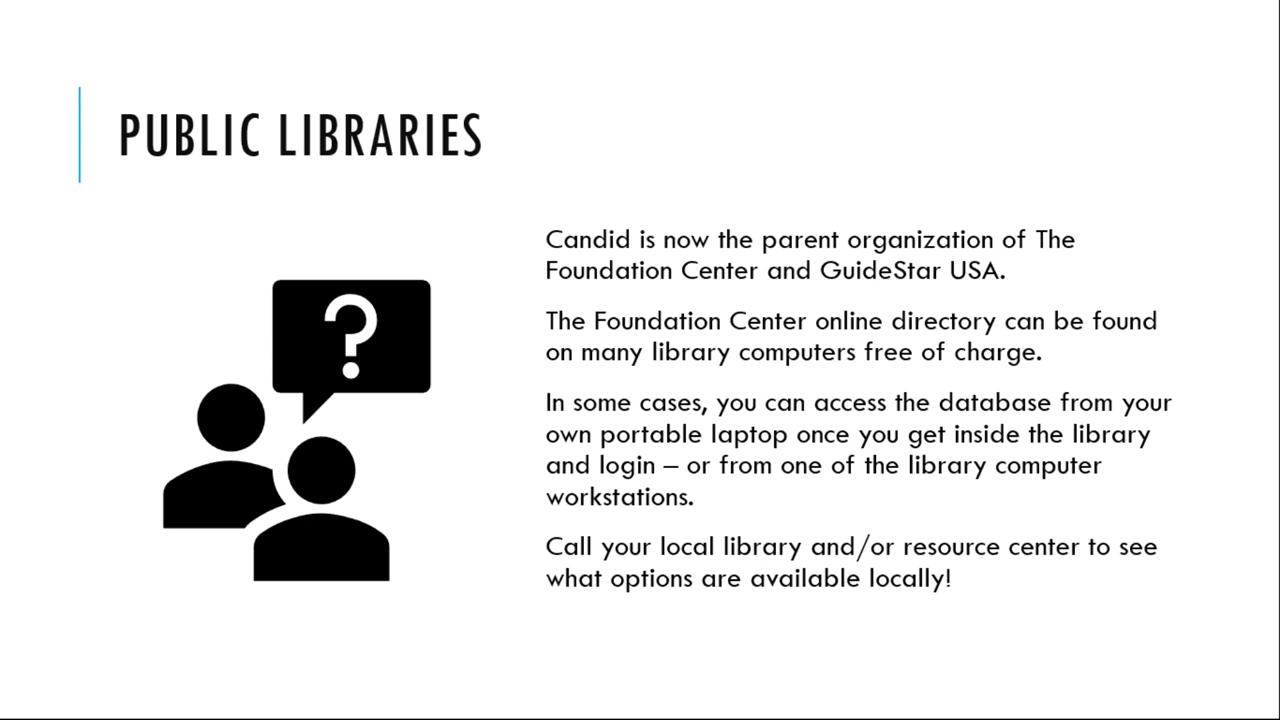 PUBLIC LIBRARIES
?
Candid is now the parent organization of The
Foundation Center and GuideStar USA.
The Foundation Center online directory can be found
on many library computers free of charge.
In some cases, you can access the database from your
own portable laptop once you get inside the library
and login – or from one of the library computer
workstations.
Call your local library and/or resource center to see
what options are available locally!